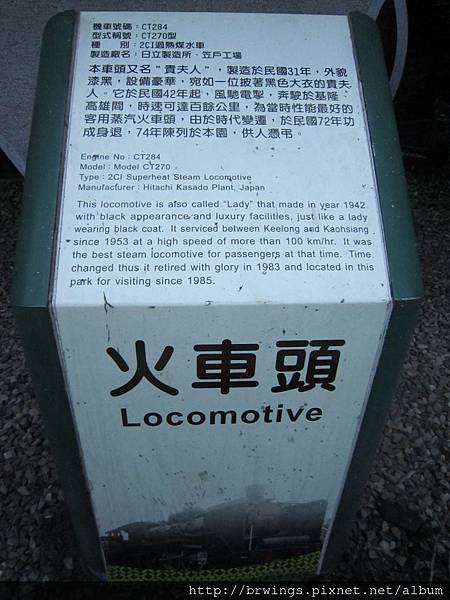 機車號碼：CT284
型式稱號：CT270型
種　　別：2C1過熱煤水車
製造廠名：日立製造所．笠戶工場
本車頭又名＂貴夫人＂，製造於民國31年，外貌
漆黑，設備豪華，宛如一位披著黑色大衣的貴夫
人。它於民國42年起，風馳電掣，奔駛於基隆、
高雄間，時速可達百餘公里，為當時性能最好的
客用蒸汽火車頭，由於時代變遷，於民國72年功
成身退，74年陳列於本園，供人憑弔。
Engine No : CT284
Model : Model CT270
Type : 2CI Superheat Steam Locomotive
Manufacturer : Hitachi Kasado Plant, Japan
This locomotive is also called "Lady" that made in year 1942
with black appearance and luxury facilities, just like a lady
wearing black coat. It serviced between Keelong and Kaohsiang
since 1953 at a high speed of more than 100 km/hr. It was
the best steam locomotive for passengers at that time. Time
changed thus it retired with glory in 1983 and located in this
park for visiting since 1985.
火車頭
Locomotive
http://brwings.pixnet.net/album